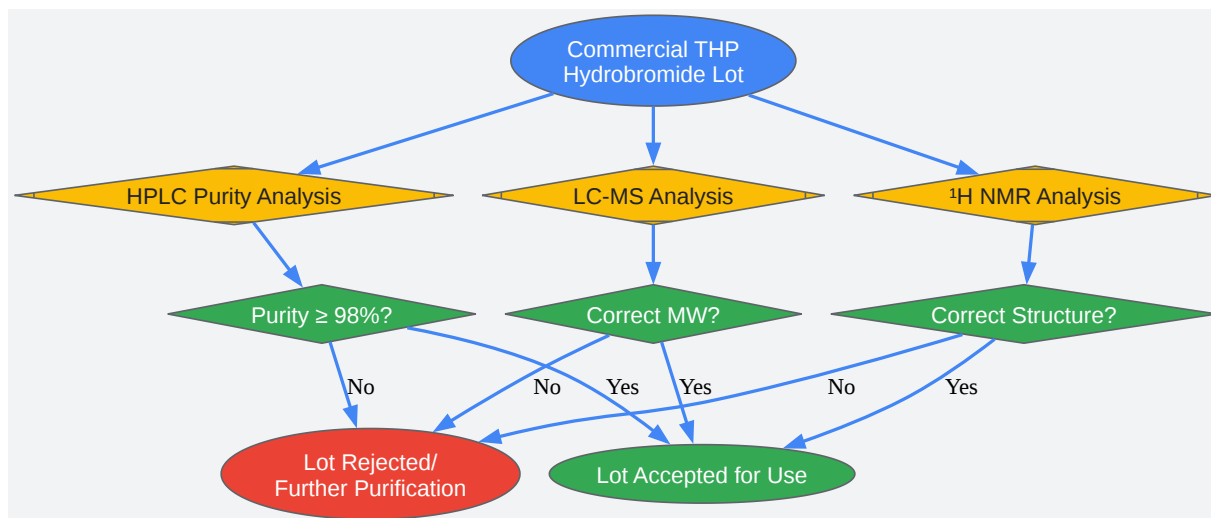 Commercial THP
Hydrobromide Lot
HPLC Purity Analysis
LC-MS Analysis
¹H NMR Analysis
Purity ≥ 98%?
Correct MW?
Correct Structure?
No
No
Yes
Yes
No
Yes
Lot Rejected/
Further Purification
Lot Accepted for Use